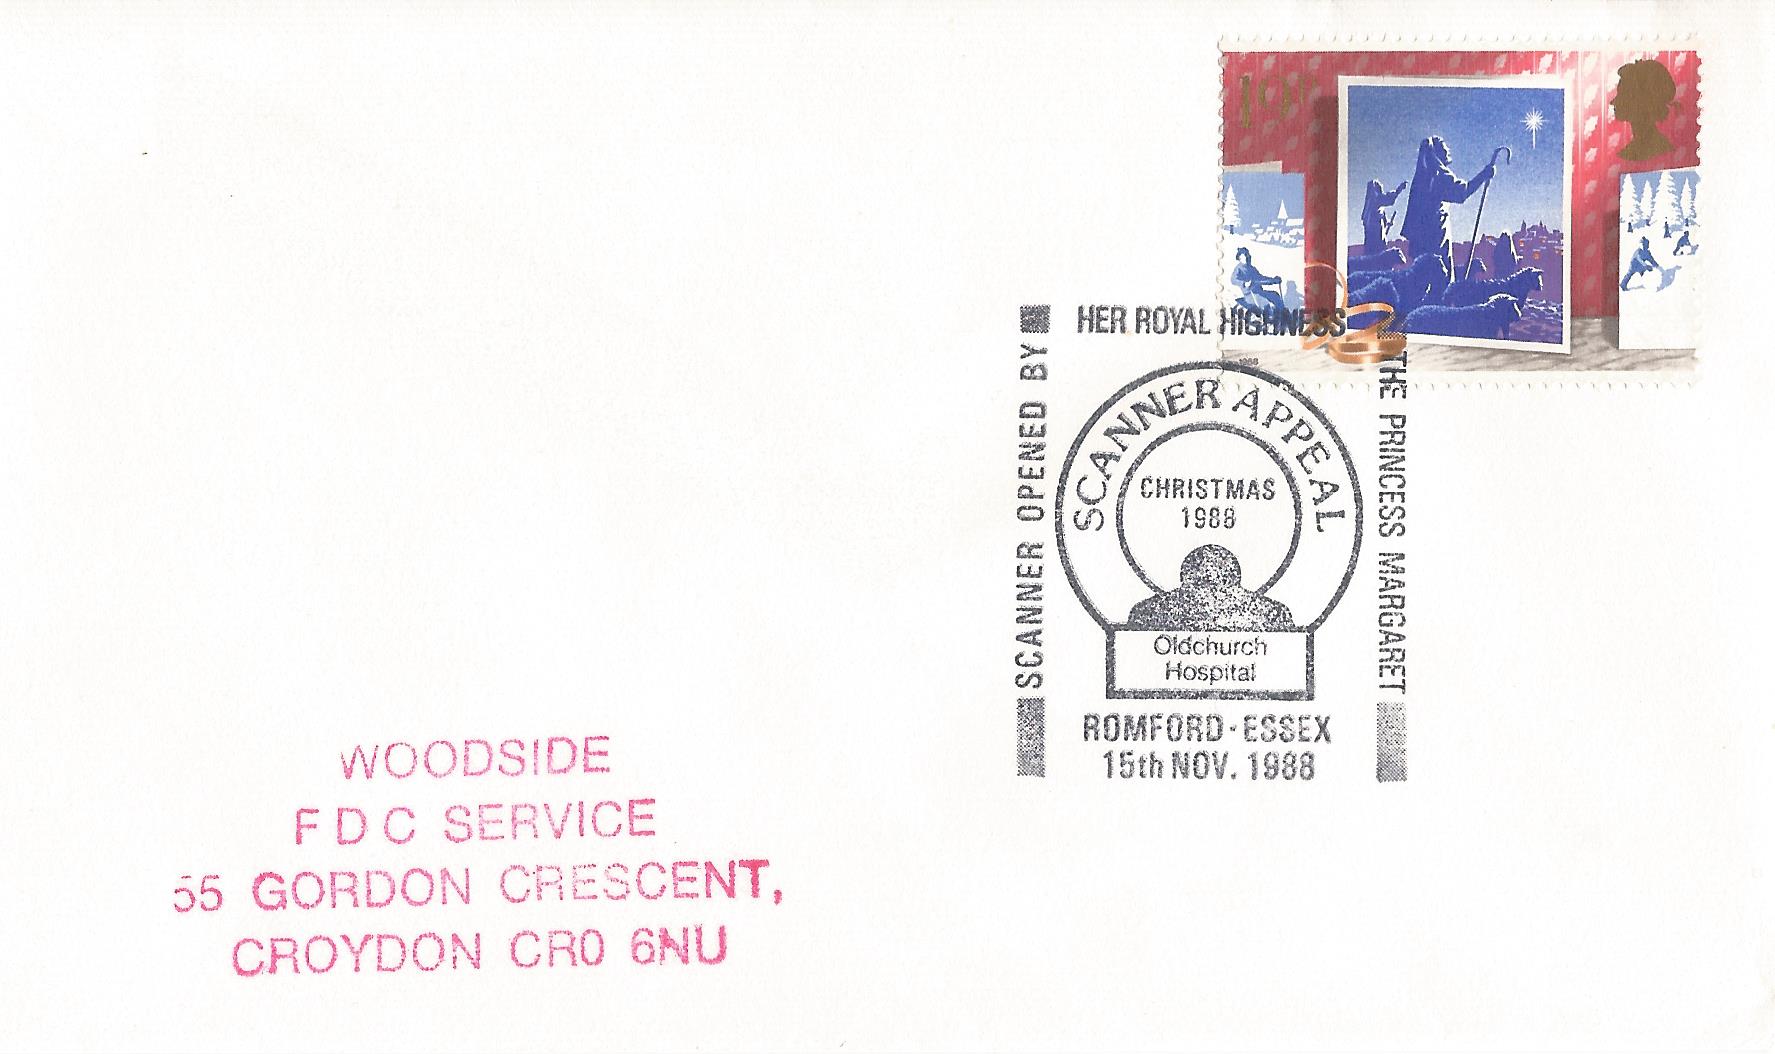 19p
HER ROYAL HIGHNESS
THE PRINCESS MARGARET
SCANNER OPENED BY
SCANNER APPEAL
CHRISTMAS
1988
Oldchurch
Hospital
ROMFORD·ESSEX
15th NOV. 1988
1988
WOODSIDE
F D C SERVICE
55 GORDON CRESCENT,
CROYDON CR0 6NU